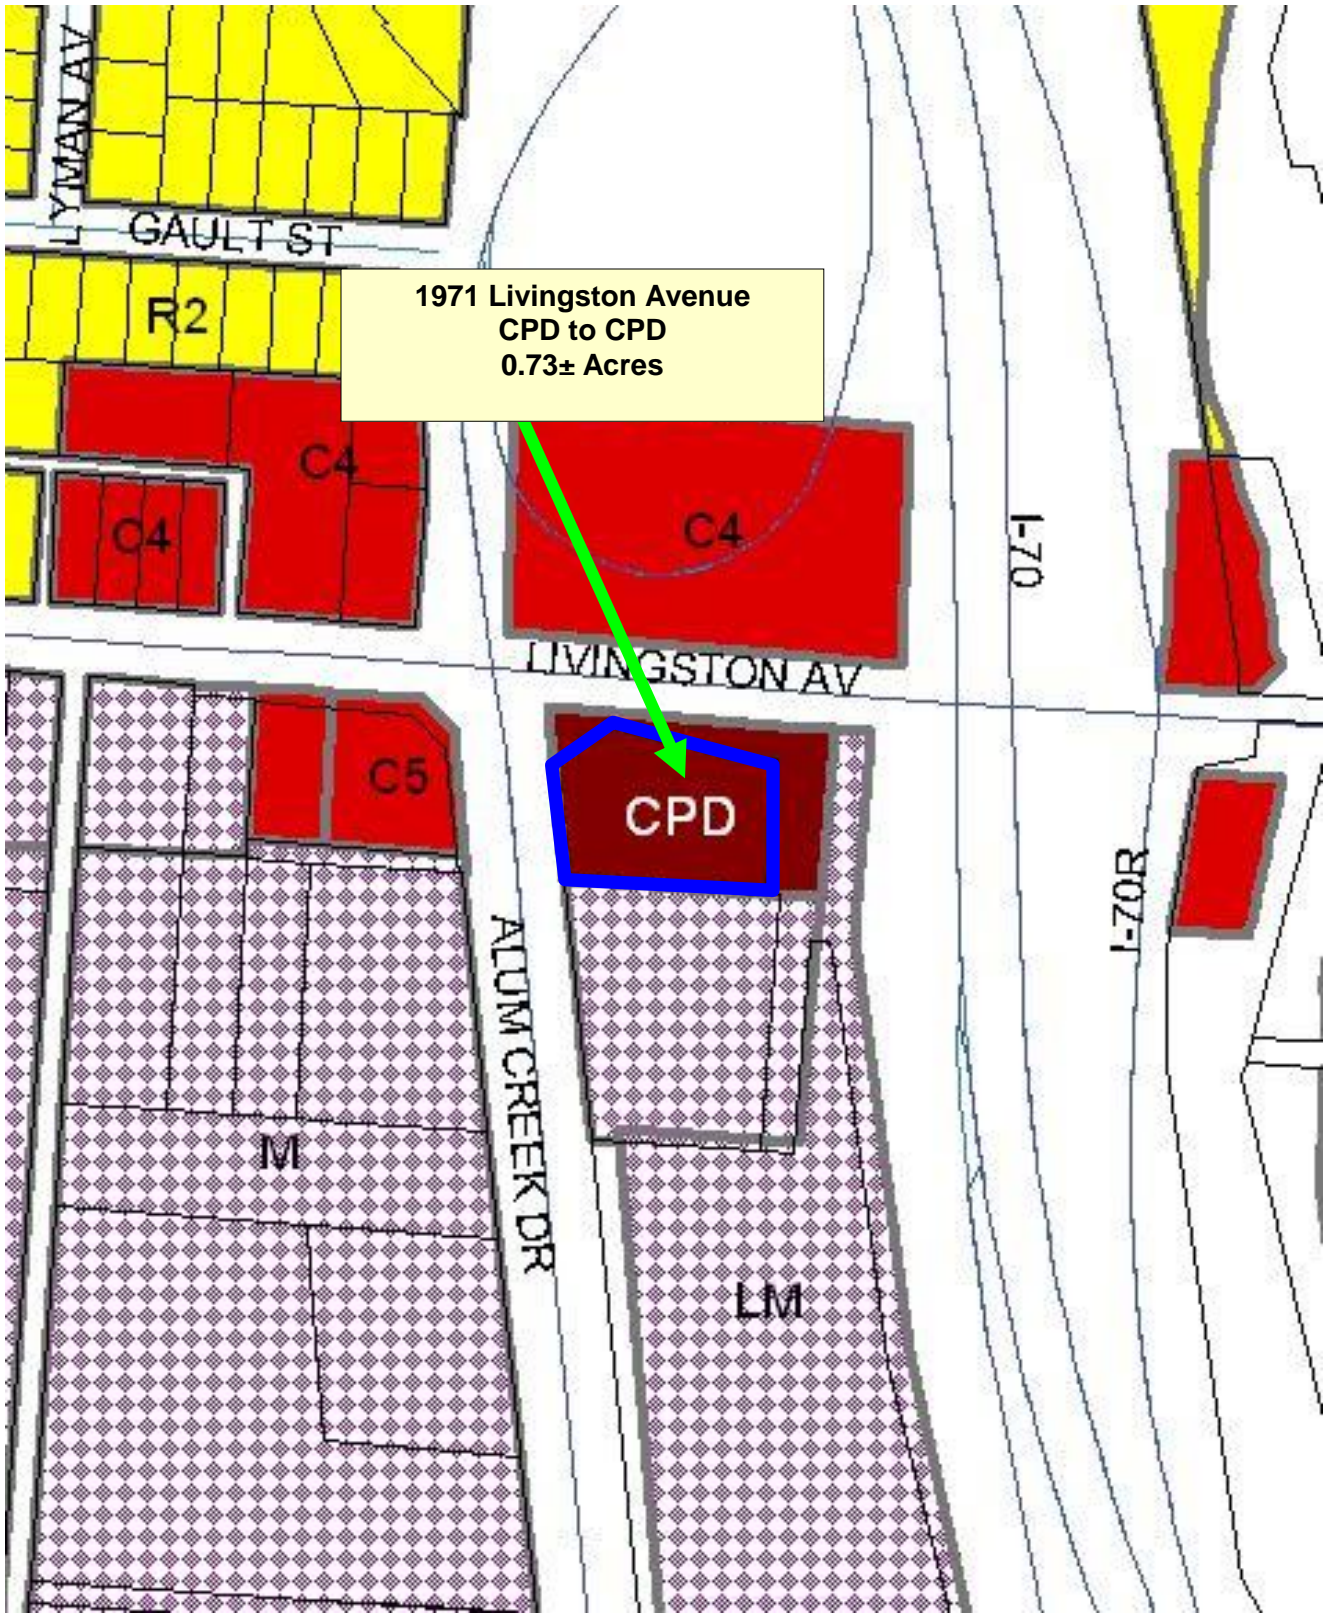 LYMAN AV
GAULT ST
R2
1971 Livingston Avenue
CPD to CPD
0.73± Acres
C4
C4
C4
I-70
LIVINGSTON AV
C5
CPD
I-70R
ALUM CREEK DR
M
LM